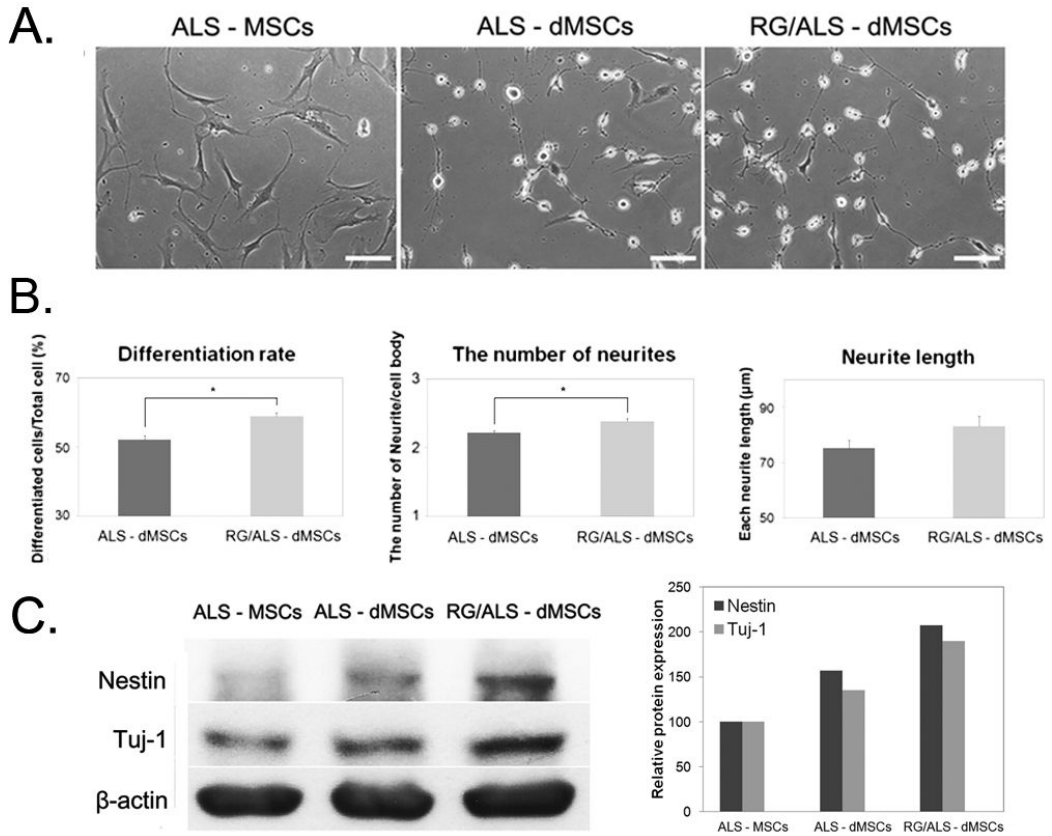 A.
ALS - MSCs
ALS - dMSCs
RG/ALS - dMSCs
B.
Differentiation rate
Differentiated cells/Total cell (%)
70
50
30
*
ALS - dMSCs
RG/ALS - dMSCs
The number of neurites
The number of Neurite/cell body
3
2
1
*
ALS - dMSCs
RG/ALS - dMSCs
Neurite length
Each neurite length (µm)
90
70
50
ALS - dMSCs
RG/ALS - dMSCs
C.
ALS - MSCs
ALS - dMSCs
RG/ALS - dMSCs
Nestin
Tuj-1
β-actin
Relative protein expression
250
200
150
100
50
0
Nestin
Tuj-1
ALS - MSCs
ALS - dMSCs
RG/ALS - dMSCs